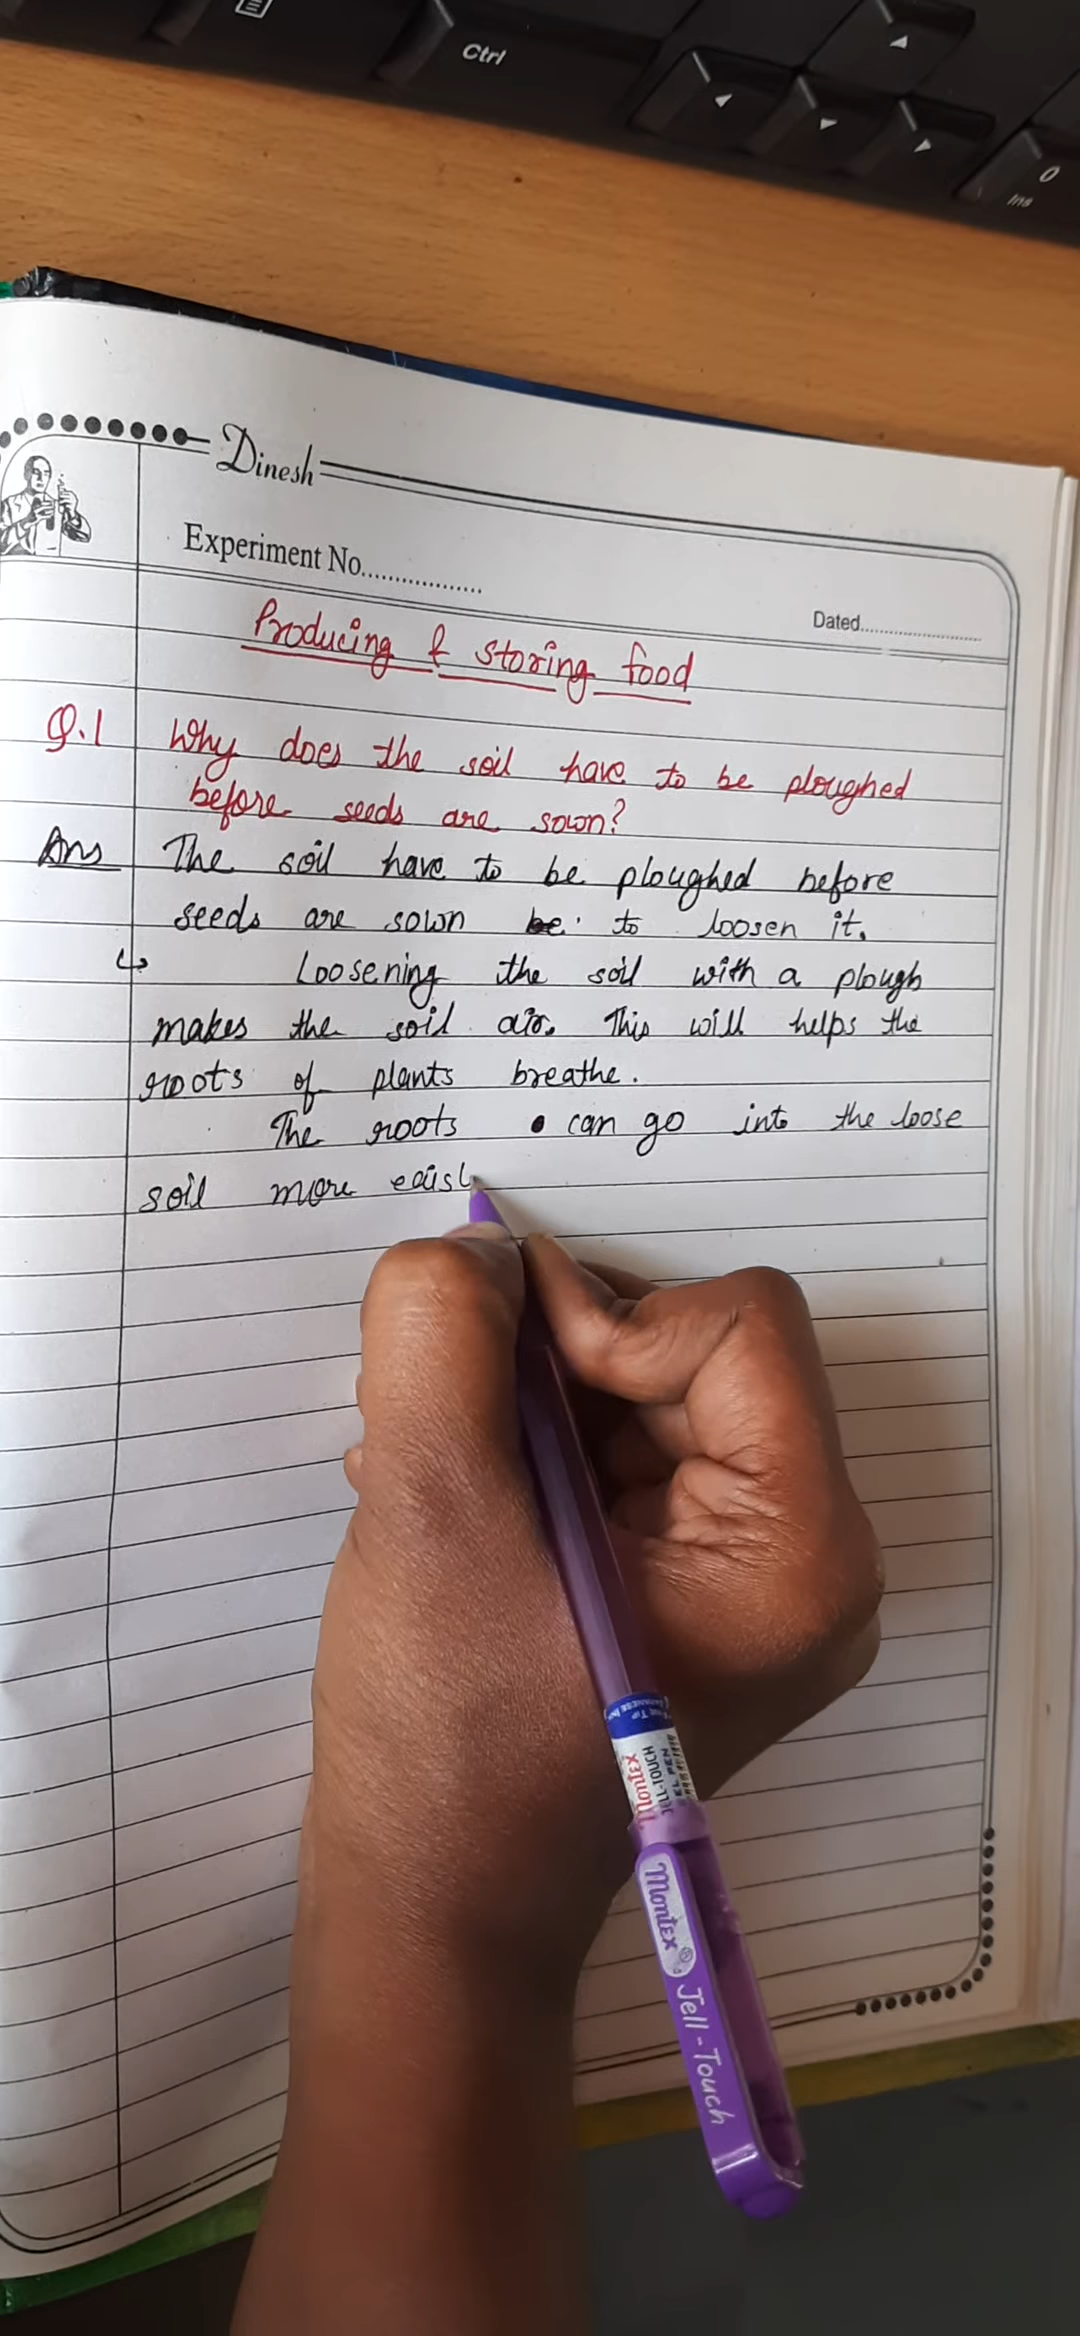 Ctrl
0
Ins
Dinesh
Experiment No..................
Dated..............................
Producing & storing food
Q.1 Why does the soil have to be ploughed
before seeds are sown?
Ans The soil have to be ploughed before
seeds are sown be to loosen it.
↳ Loosening the soil with a plough
makes the soil air. This will helps the
roots of plants breathe.
The roots can go into the loose
soil more eaisl
Montex
JELL-TOUCH
Montex
Jell-Touch